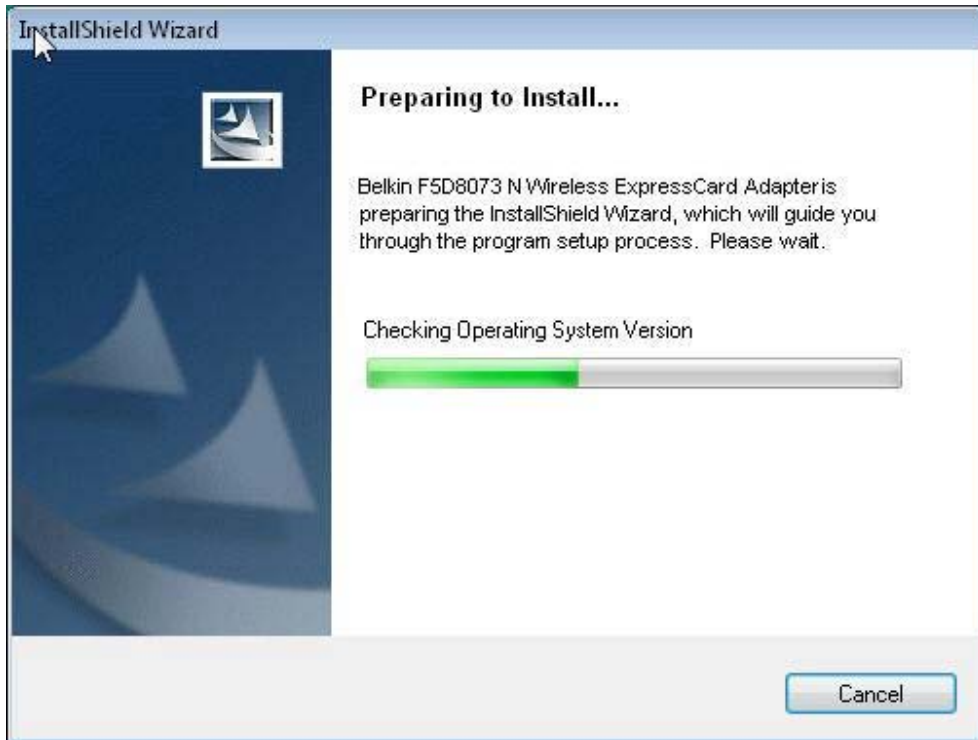 InstallShield Wizard
Preparing to Install...
Belkin F5D8073 N Wireless ExpressCard Adapter is
preparing the InstallShield Wizard, which will guide you
through the program setup process. Please wait.
Checking Operating System Version
Cancel